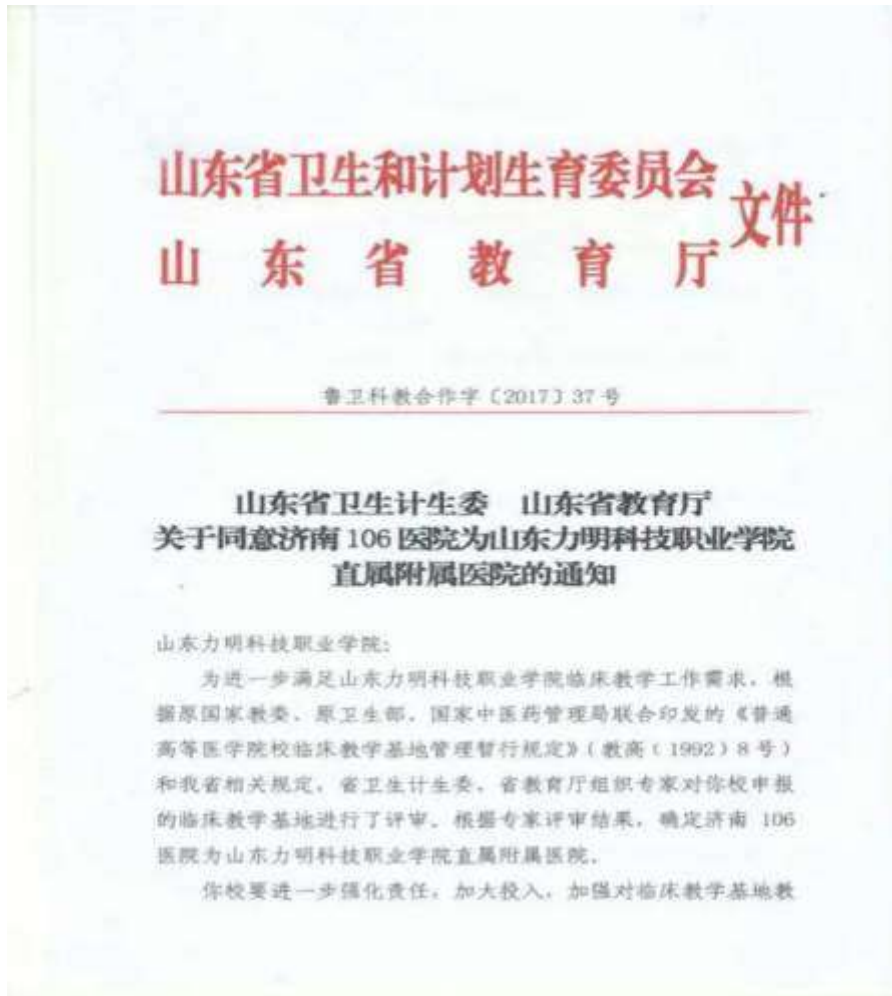 山东省卫生和计划生育委员会
山东省教育厅
文件
鲁卫科教合作字〔2017〕37号
山东省卫生计生委 山东省教育厅
关于同意济南106医院为山东力明科技职业学院
直属附属医院的通知
山东力明科技职业学院:
为进一步满足山东力明科技职业学院临床教学工作需求,根
据原国家教委、原卫生部、国家中医药管理局联合印发的《普通
高等医学院校临床教学基地管理暂行规定》(教高〔1992〕8号)
和我省相关规定,省卫生计生委、省教育厅组织专家对你校申报
的临床教学基地进行了评审。根据专家评审结果,确定济南 106
医院为山东力明科技职业学院直属附属医院。
你校要进一步强化责任,加大投入,加强对临床教学基地教